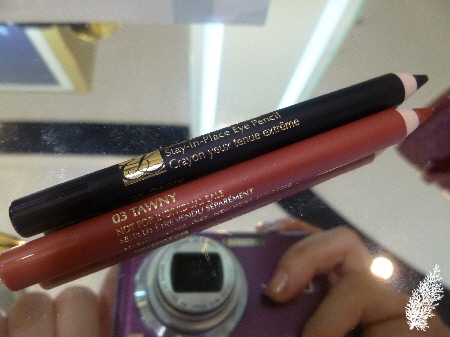 Stay-In-Place Eye Pencil
Crayon yeux tenue extrême
03 TAWNY
NOT FOR INDIVIDUAL SALE
NE PEUT ÊTRE VENDU SÉPARÉMENT